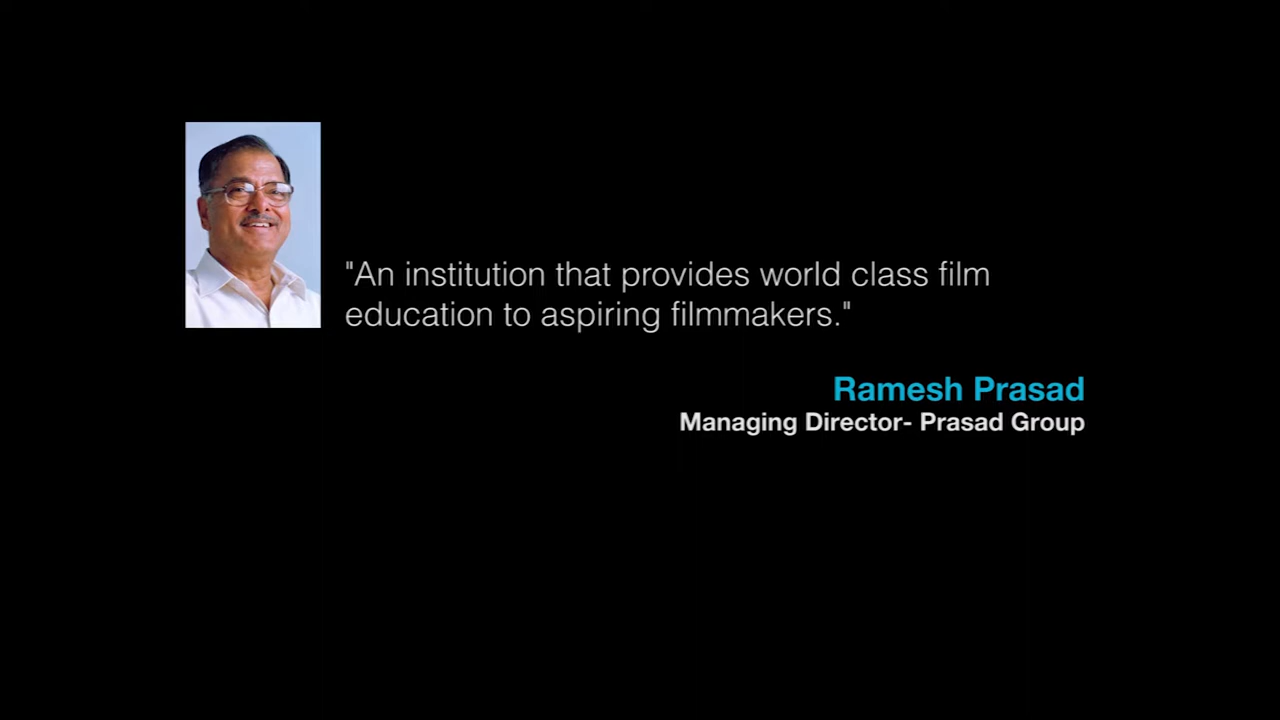 "An institution that provides world class film
education to aspiring filmmakers."
Ramesh Prasad
Managing Director- Prasad Group